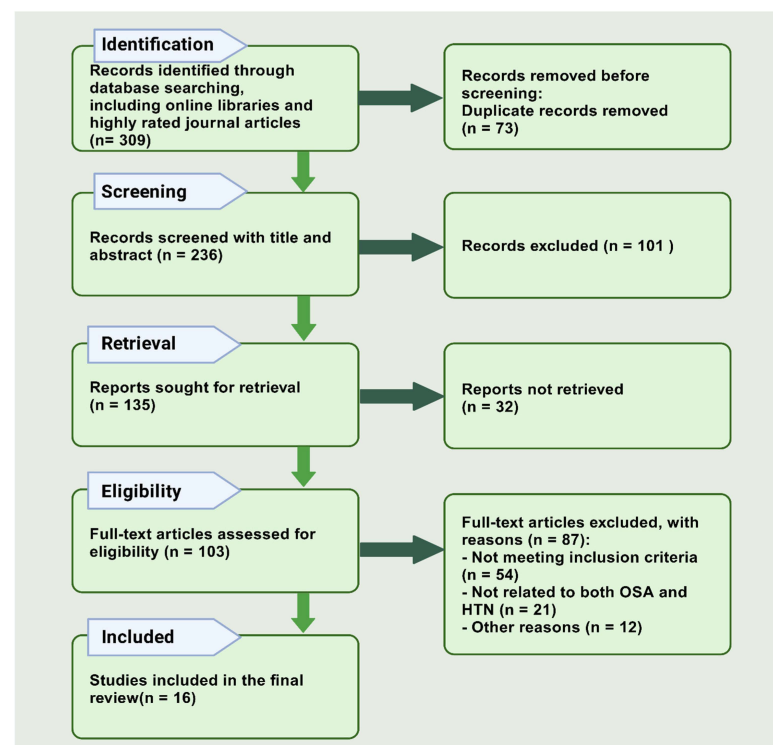 Identification
Records identified through
database searching,
including online libraries and
highly rated journal articles
(n= 309)
Records removed before
screening:
Duplicate records removed
(n = 73)
Screening
Records screened with title and
abstract (n = 236)
Records excluded (n = 101 )
Retrieval
Reports sought for retrieval
(n = 135)
Reports not retrieved
(n = 32)
Eligibility
Full-text articles assessed for
eligibility (n = 103)
Full-text articles excluded, with
reasons (n = 87):
- Not meeting inclusion criteria
(n = 54)
- Not related to both OSA and
HTN (n = 21)
- Other reasons (n = 12)
Included
Studies included in the final
review(n = 16)